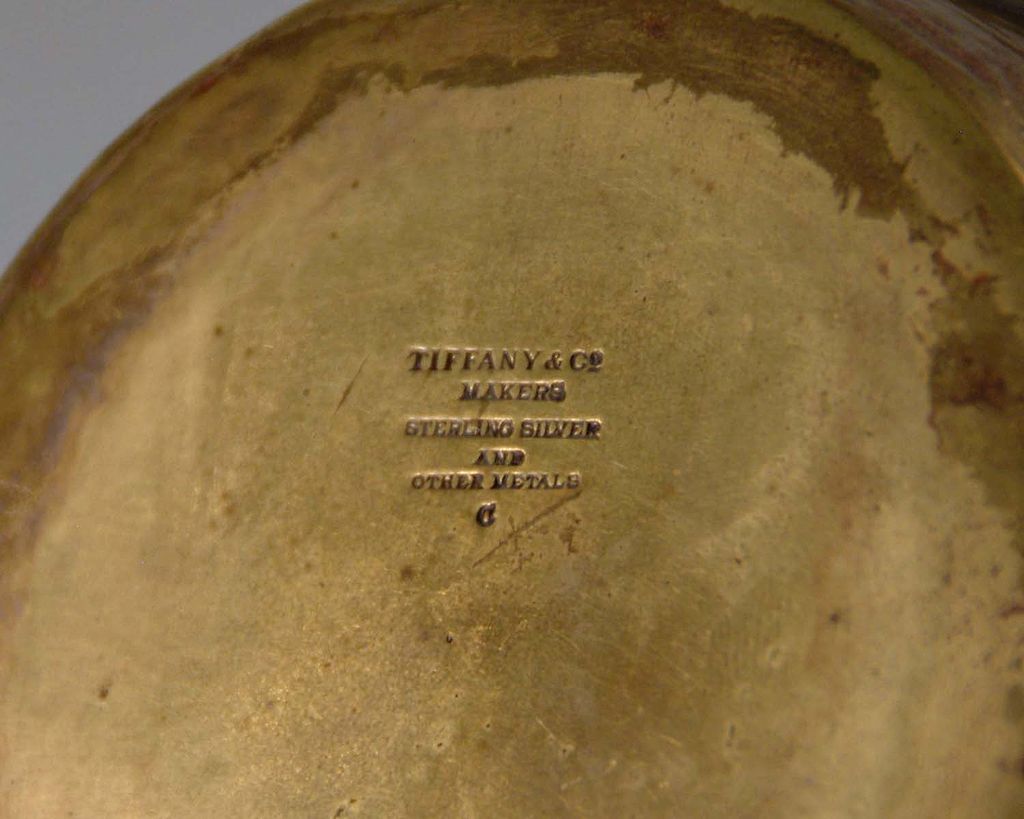 TIFFANY & Cº
MAKERS
STERLING SILVER
AND
OTHER METALS
C